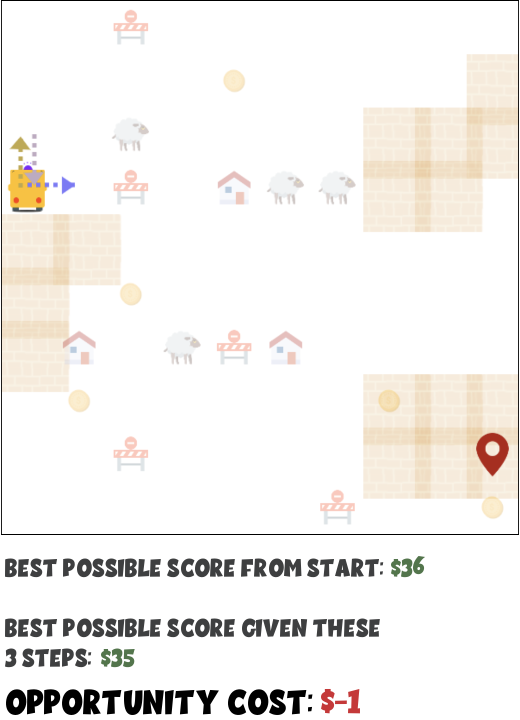 BEST POSSIBLE SCORE FROM START: $36
BEST POSSIBLE SCORE GIVEN THESE
3 STEPS: $35
OPPORTUNITY COST: $-1